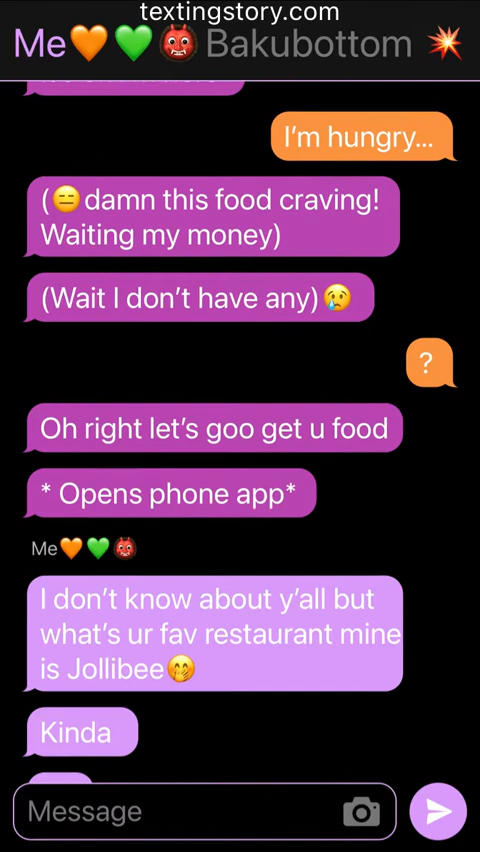 textingstory.com
Me🧡💚👹Bakubottom 💥
I'm hungry...
(😑damn this food craving!
Waiting my money)
(Wait I don't have any)😢
?
Oh right let's goo get u food
* Opens phone app*
Me🧡💚👹
I don't know about y'all but
what's ur fav restaurant mine
is Jollibee🤭
Kinda
Message